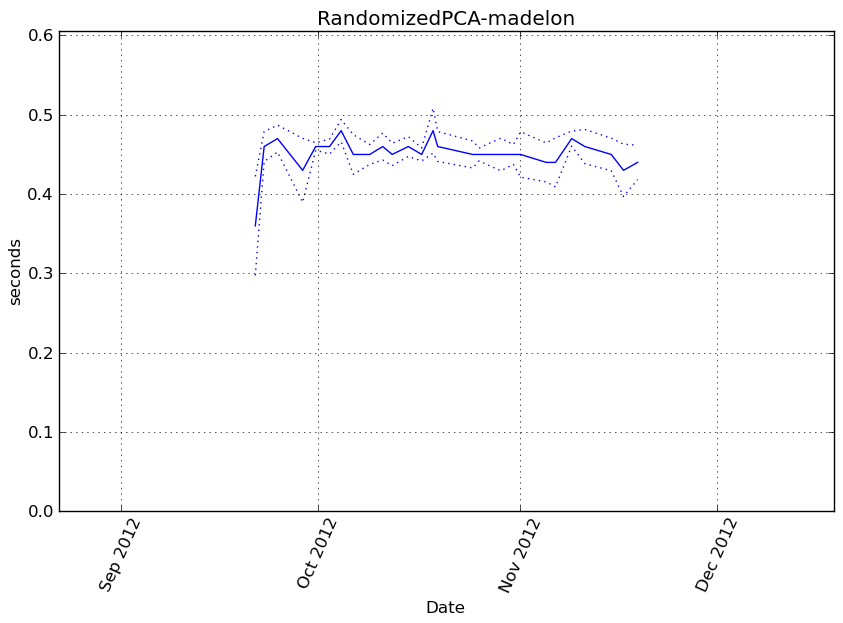 RandomizedPCA-madelon
0.6
0.5
0.4
0.3
0.2
0.1
0.0
seconds
Sep 2012
Oct 2012
Nov 2012
Dec 2012
Date